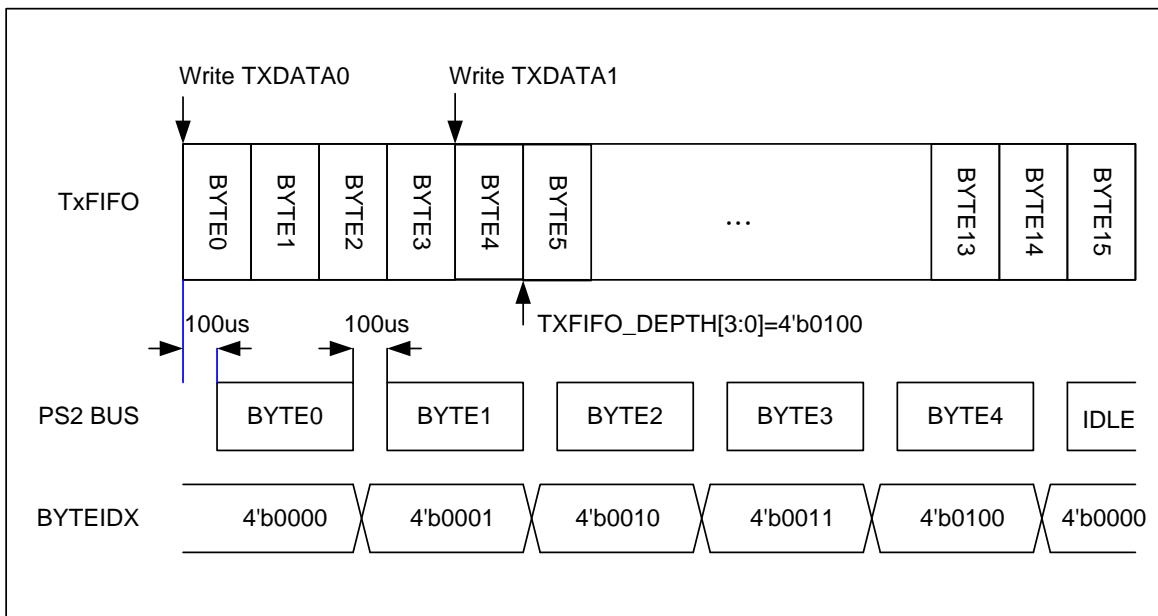 Write TXDATA0 Write TXDATA1
TxFIFO BYTE0 BYTE1 BYTE2 BYTE3 BYTE4 BYTE5 ... BYTE13 BYTE14 BYTE15
100us 100us TXFIFO_DEPTH[3:0]=4'b0100
PS2 BUS BYTE0 BYTE1 BYTE2 BYTE3 BYTE4 IDLE
BYTEIDX 4'b0000 4'b0001 4'b0010 4'b0011 4'b0100 4'b0000